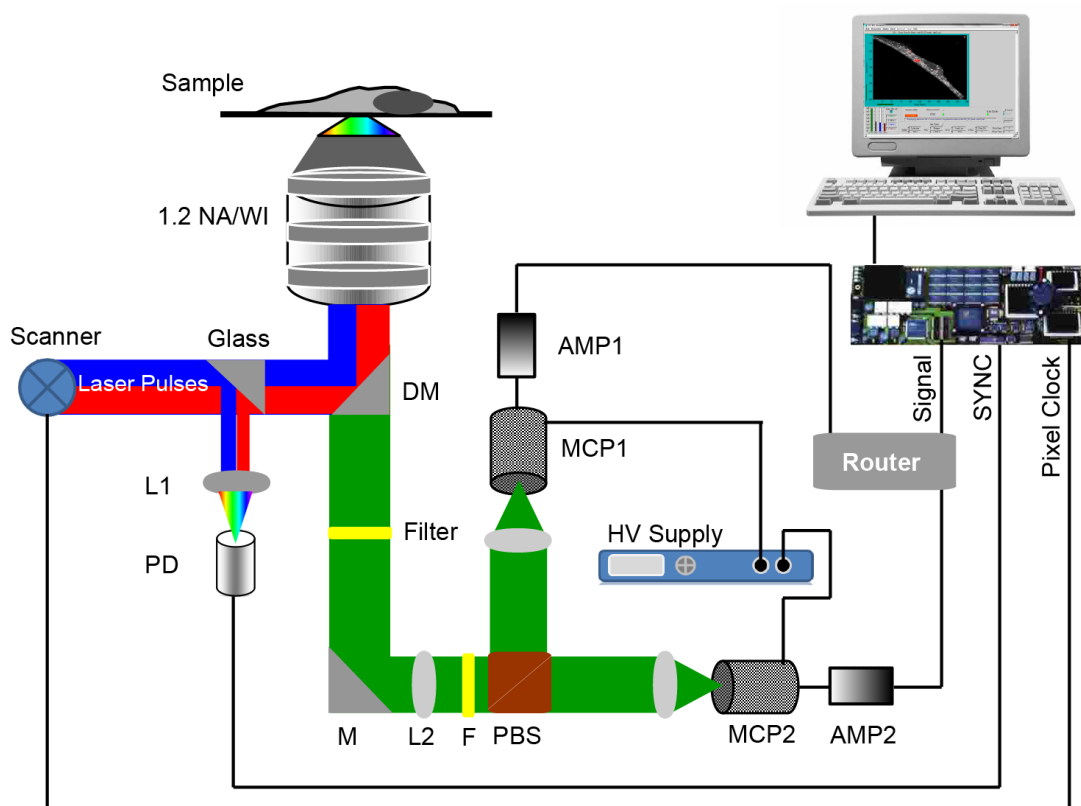 Sample
1.2 NA/WI
Scanner
Glass
Laser Pulses
DM
AMP1
MCP1
Signal
SYNC
Pixel Clock
Router
L1
PD
Filter
HV Supply
M
L2
F
PBS
MCP2
AMP2